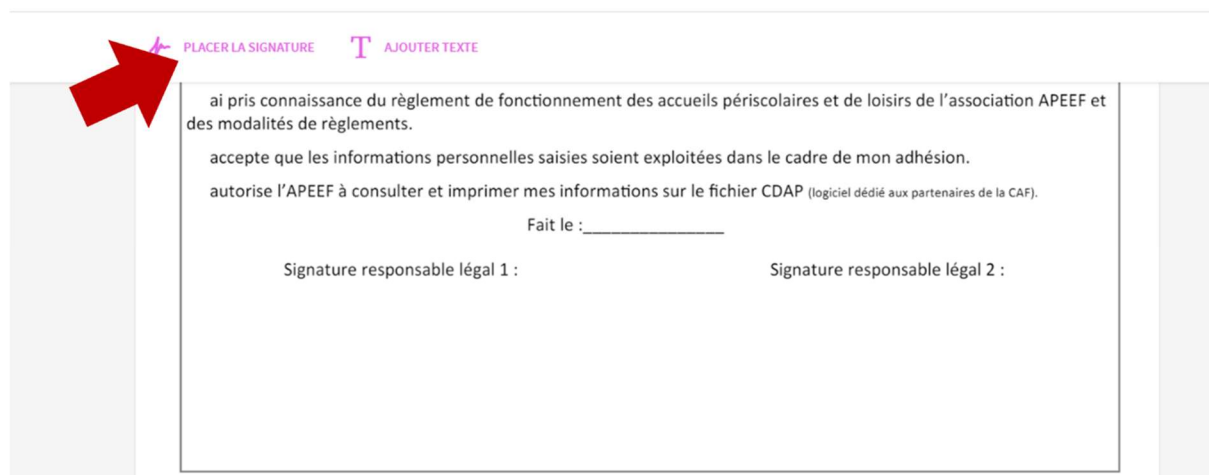 PLACER LA SIGNATURE T AJOUTER TEXTE
ai pris connaissance du règlement de fonctionnement des accueils périscolaires et de loisirs de l’association APEEF et
des modalités de règlements.
accepte que les informations personnelles saisies soient exploitées dans le cadre de mon adhésion.
autorise l’APEEF à consulter et imprimer mes informations sur le fichier CDAP (logiciel dédié aux partenaires de la CAF).
Fait le :_______________
Signature responsable légal 1 : Signature responsable légal 2 :